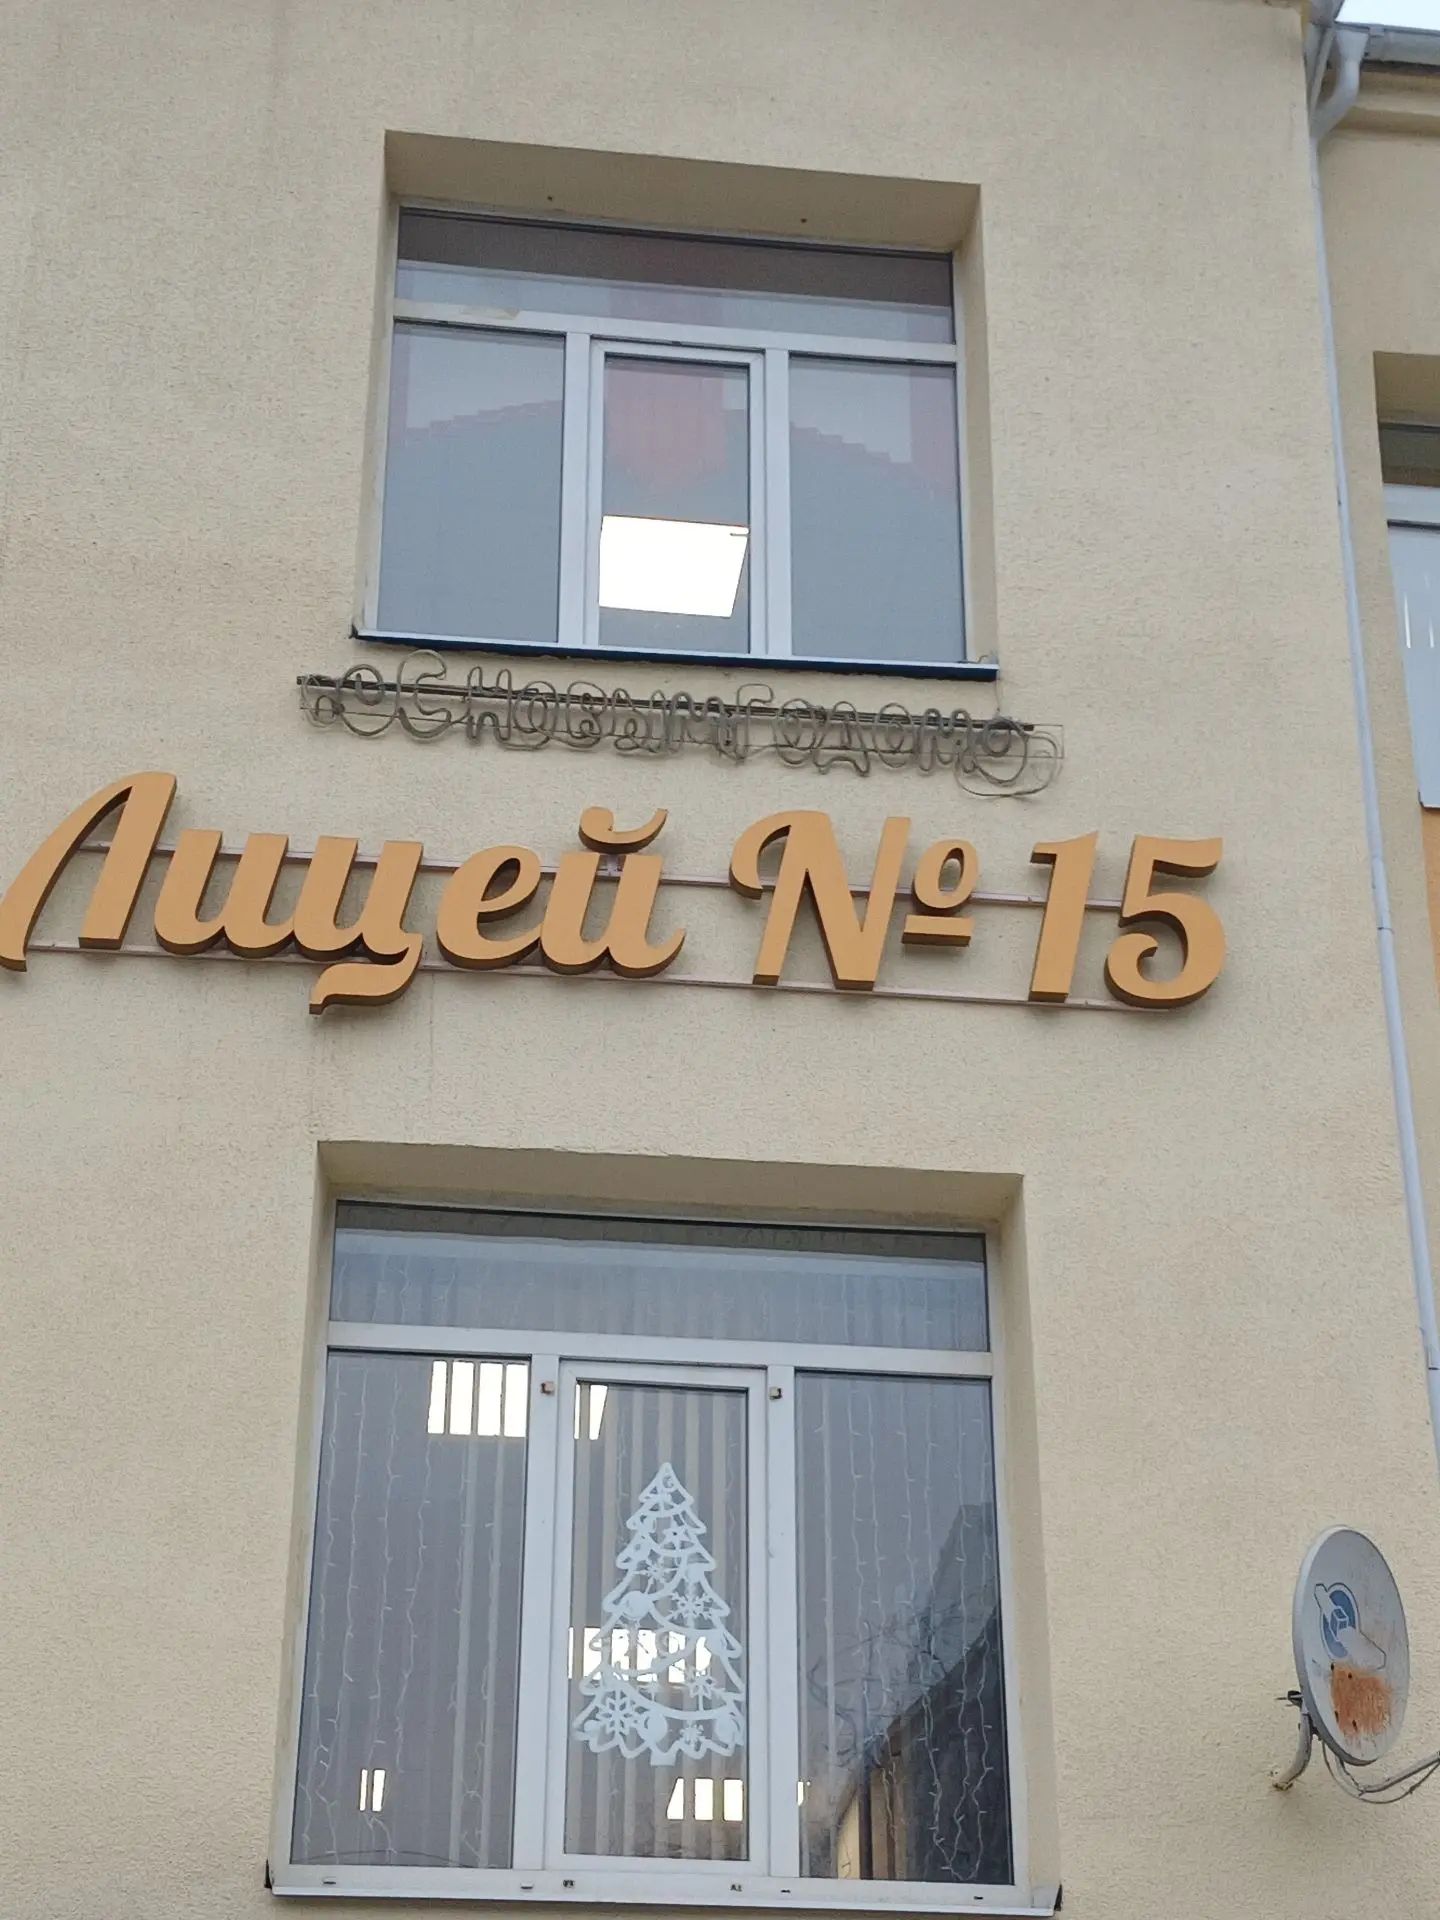 С Новым Годом
Лицей № 15